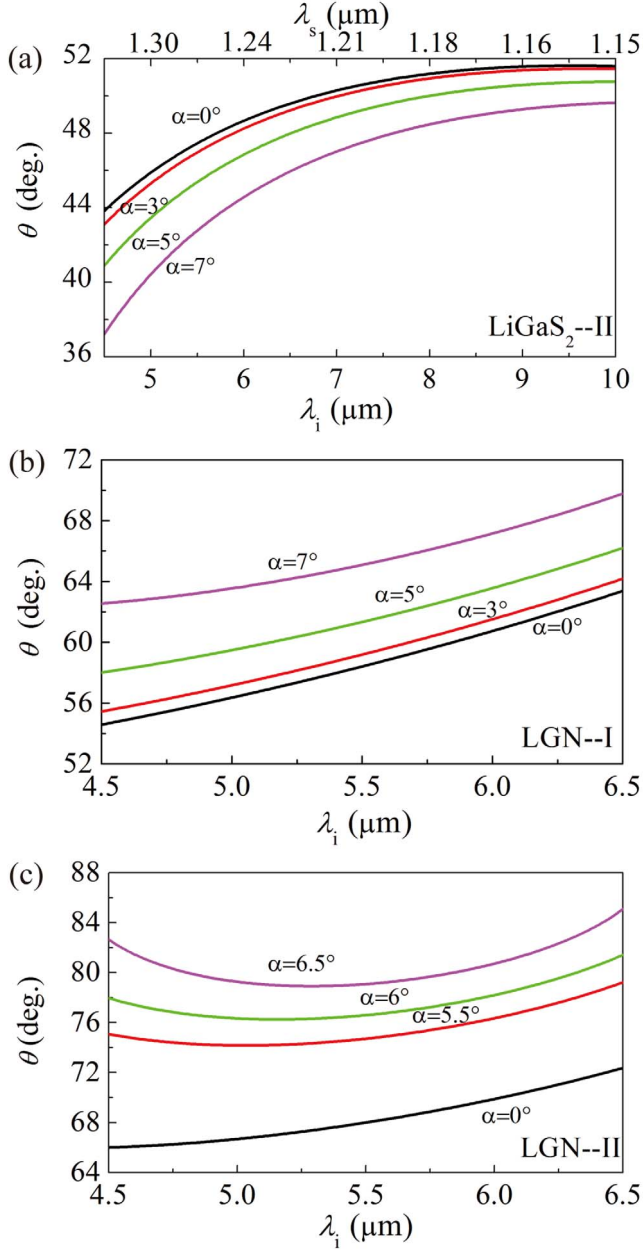 λs (μm)
1.30 1.24 1.21 1.18 1.16 1.15
(a)
52
48
44
40
36
θ (deg.)
α=0°
α=3°
α=5°
α=7°
LiGaS2--II
5 6 7 8 9 10
λi (μm)
(b)
72
68
64
60
56
52
θ (deg.)
α=7°
α=5°
α=3°
α=0°
LGN--I
4.5 5.0 5.5 6.0 6.5
λi (μm)
(c)
88
84
80
76
72
68
64
θ (deg.)
α=6.5°
α=6°
α=5.5°
α=0°
LGN--II
4.5 5.0 5.5 6.0 6.5
λi (μm)